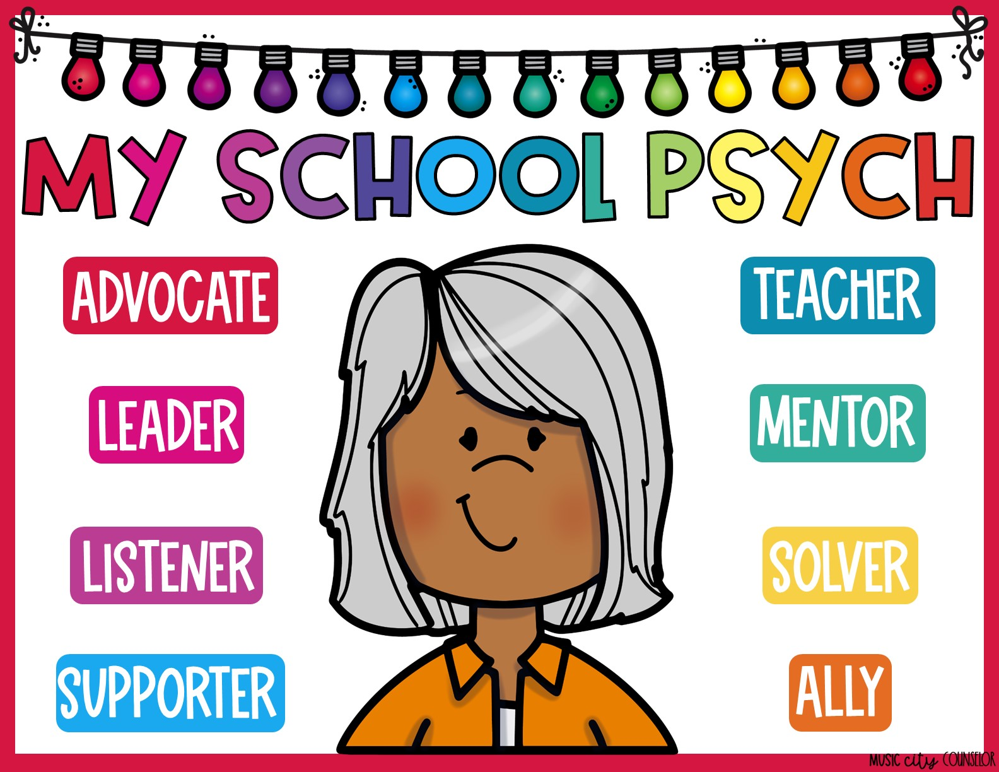 MY SCHOOL PSYCH
ADVOCATE
TEACHER
LEADER
MENTOR
LISTENER
SOLVER
SUPPORTER
ALLY
MUSIC city COUNSELOR